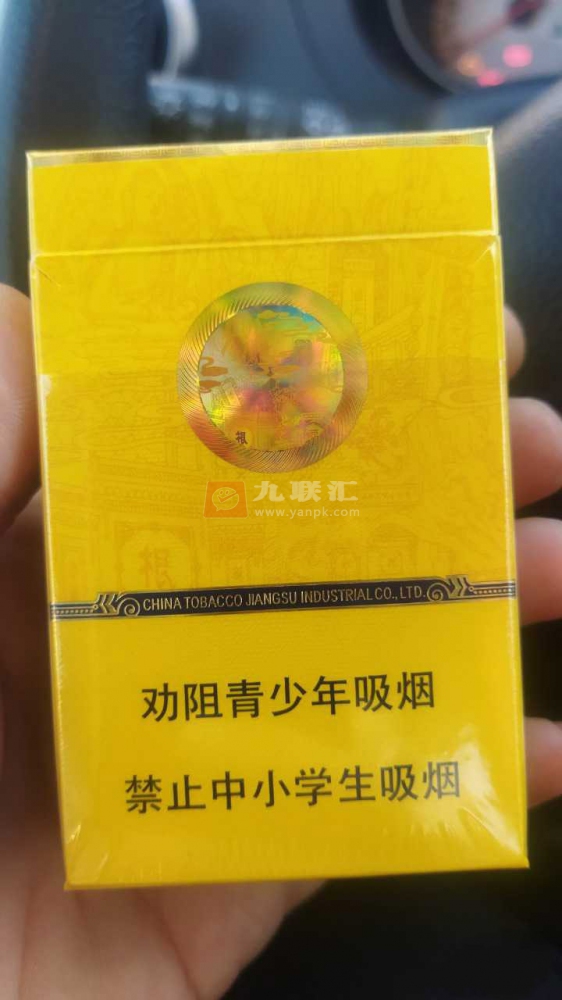 九联汇
www.yanpk.com
CHINA TOBACCO JIANGSU INDUSTRIAL CO., LTD.
劝阻青少年吸烟
禁止中小学生吸烟